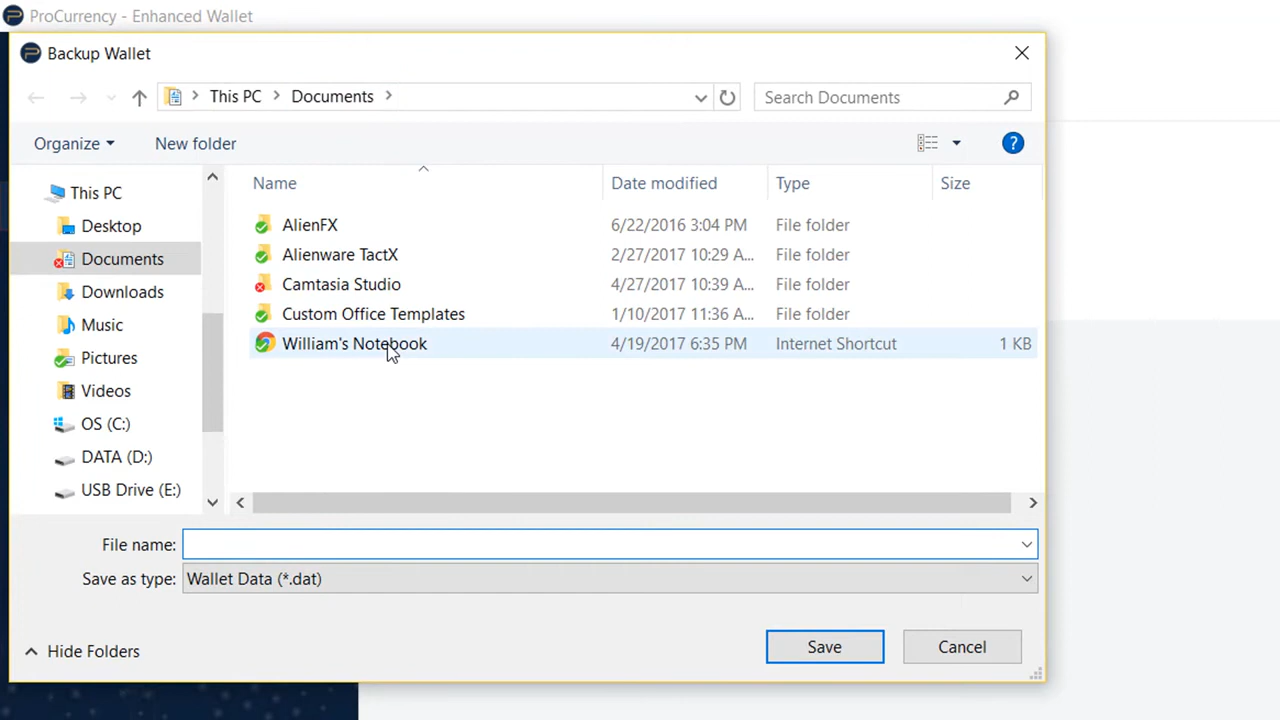 ProCurrency - Enhanced Wallet
Backup Wallet
This PC Documents
Search Documents
Organize New folder
?
Name Date modified Type Size
This PC
Desktop
Documents
Downloads
Music
Pictures
Videos
OS (C:)
DATA (D:)
USB Drive (E:)
AlienFX 6/22/2016 3:04 PM File folder
Alienware TactX 2/27/2017 10:29 A... File folder
Camtasia Studio 4/27/2017 10:39 A... File folder
Custom Office Templates 1/10/2017 11:36 A... File folder
William's Notebook 4/19/2017 6:35 PM Internet Shortcut 1 KB
File name:
Save as type: Wallet Data (*.dat)
Hide Folders
Save Cancel